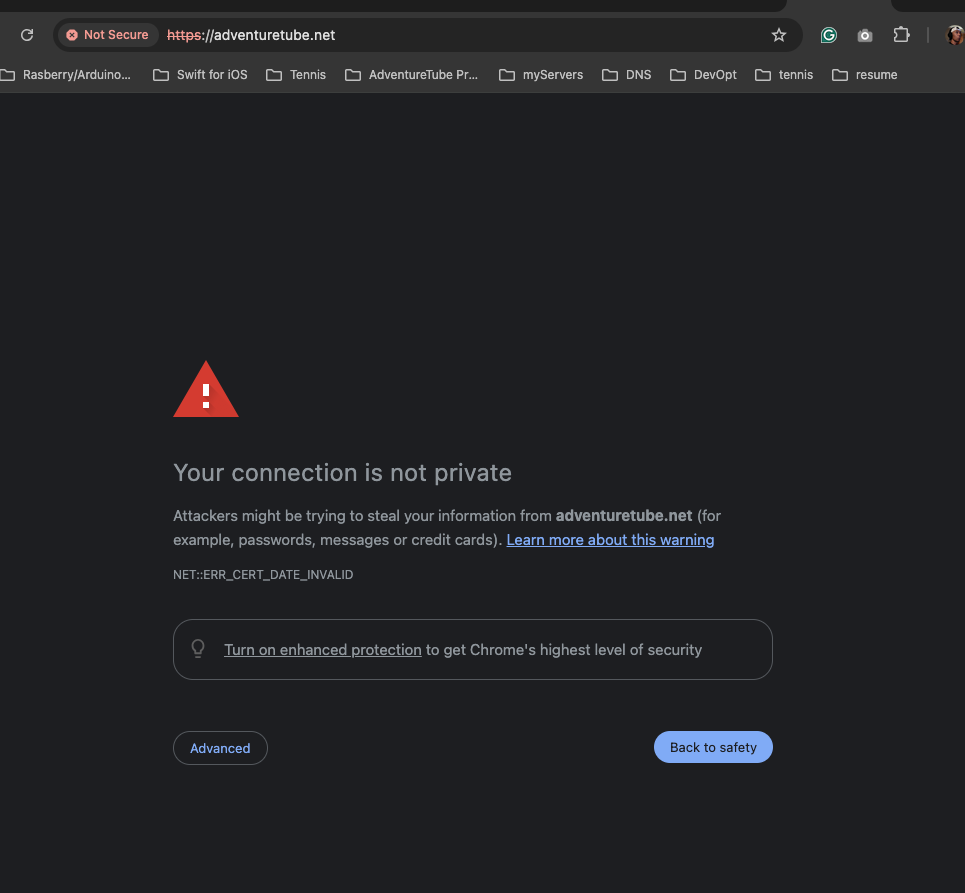 Not Secure https://adventuretube.net
Rasberry/Arduino... Swift for iOS Tennis AdventureTube Pr... myServers DNS DevOpt tennis resume
Your connection is not private
Attackers might be trying to steal your information from adventuretube.net (for
example, passwords, messages or credit cards). Learn more about this warning
NET::ERR_CERT_DATE_INVALID
Turn on enhanced protection to get Chrome's highest level of security
Advanced Back to safety